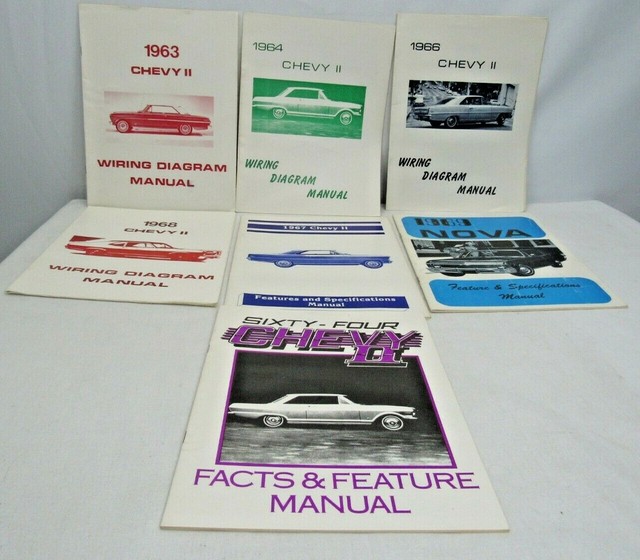 1963
CHEVY II
WIRING DIAGRAM
MANUAL
1964
CHEVY II
WIRING
DIAGRAM
MANUAL
1966
CHEVY II
WIRING
DIAGRAM
MANUAL
1968
CHEVY II
WIRING DIAGRAM
MANUAL
1967 Chevy II
Features and Specifications
Manual
NOVA
Feature & Specifications
Manual
SIXTY-FOUR
CHEVY
II
FACTS & FEATURE
MANUAL